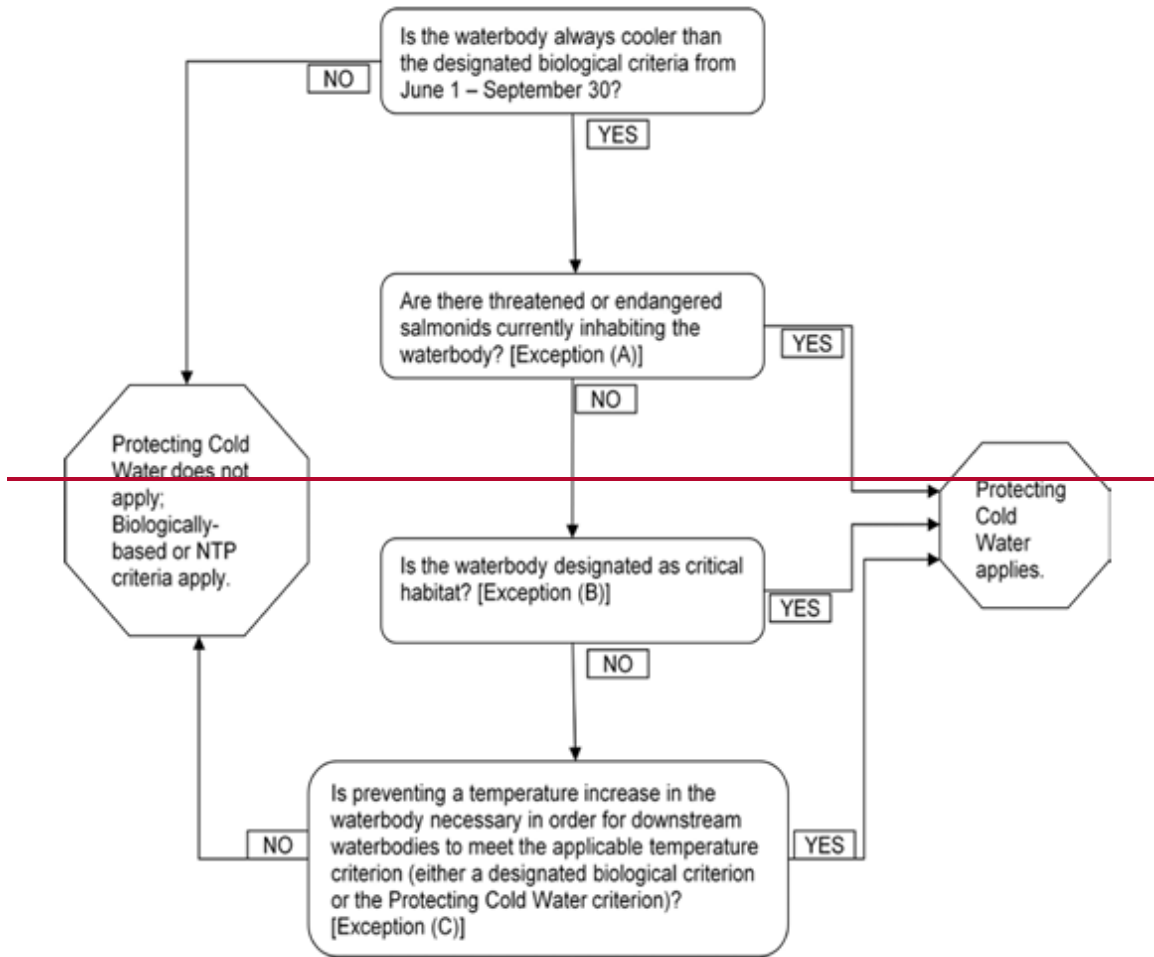 Is the waterbody always cooler than
the designated biological criteria from
June 1 – September 30?
NO
YES
Are there threatened or endangered
salmonids currently inhabiting the
waterbody? [Exception (A)]
YES
NO
Protecting Cold
Water does not
apply;
Biologically-
based or NTP
criteria apply.
Protecting
Cold
Water
applies.
Is the waterbody designated as critical
habitat? [Exception (B)]
YES
NO
Is preventing a temperature increase in the
waterbody necessary in order for downstream
waterbodies to meet the applicable temperature
criterion (either a designated biological criterion
or the Protecting Cold Water criterion)?
[Exception (C)]
NO
YES